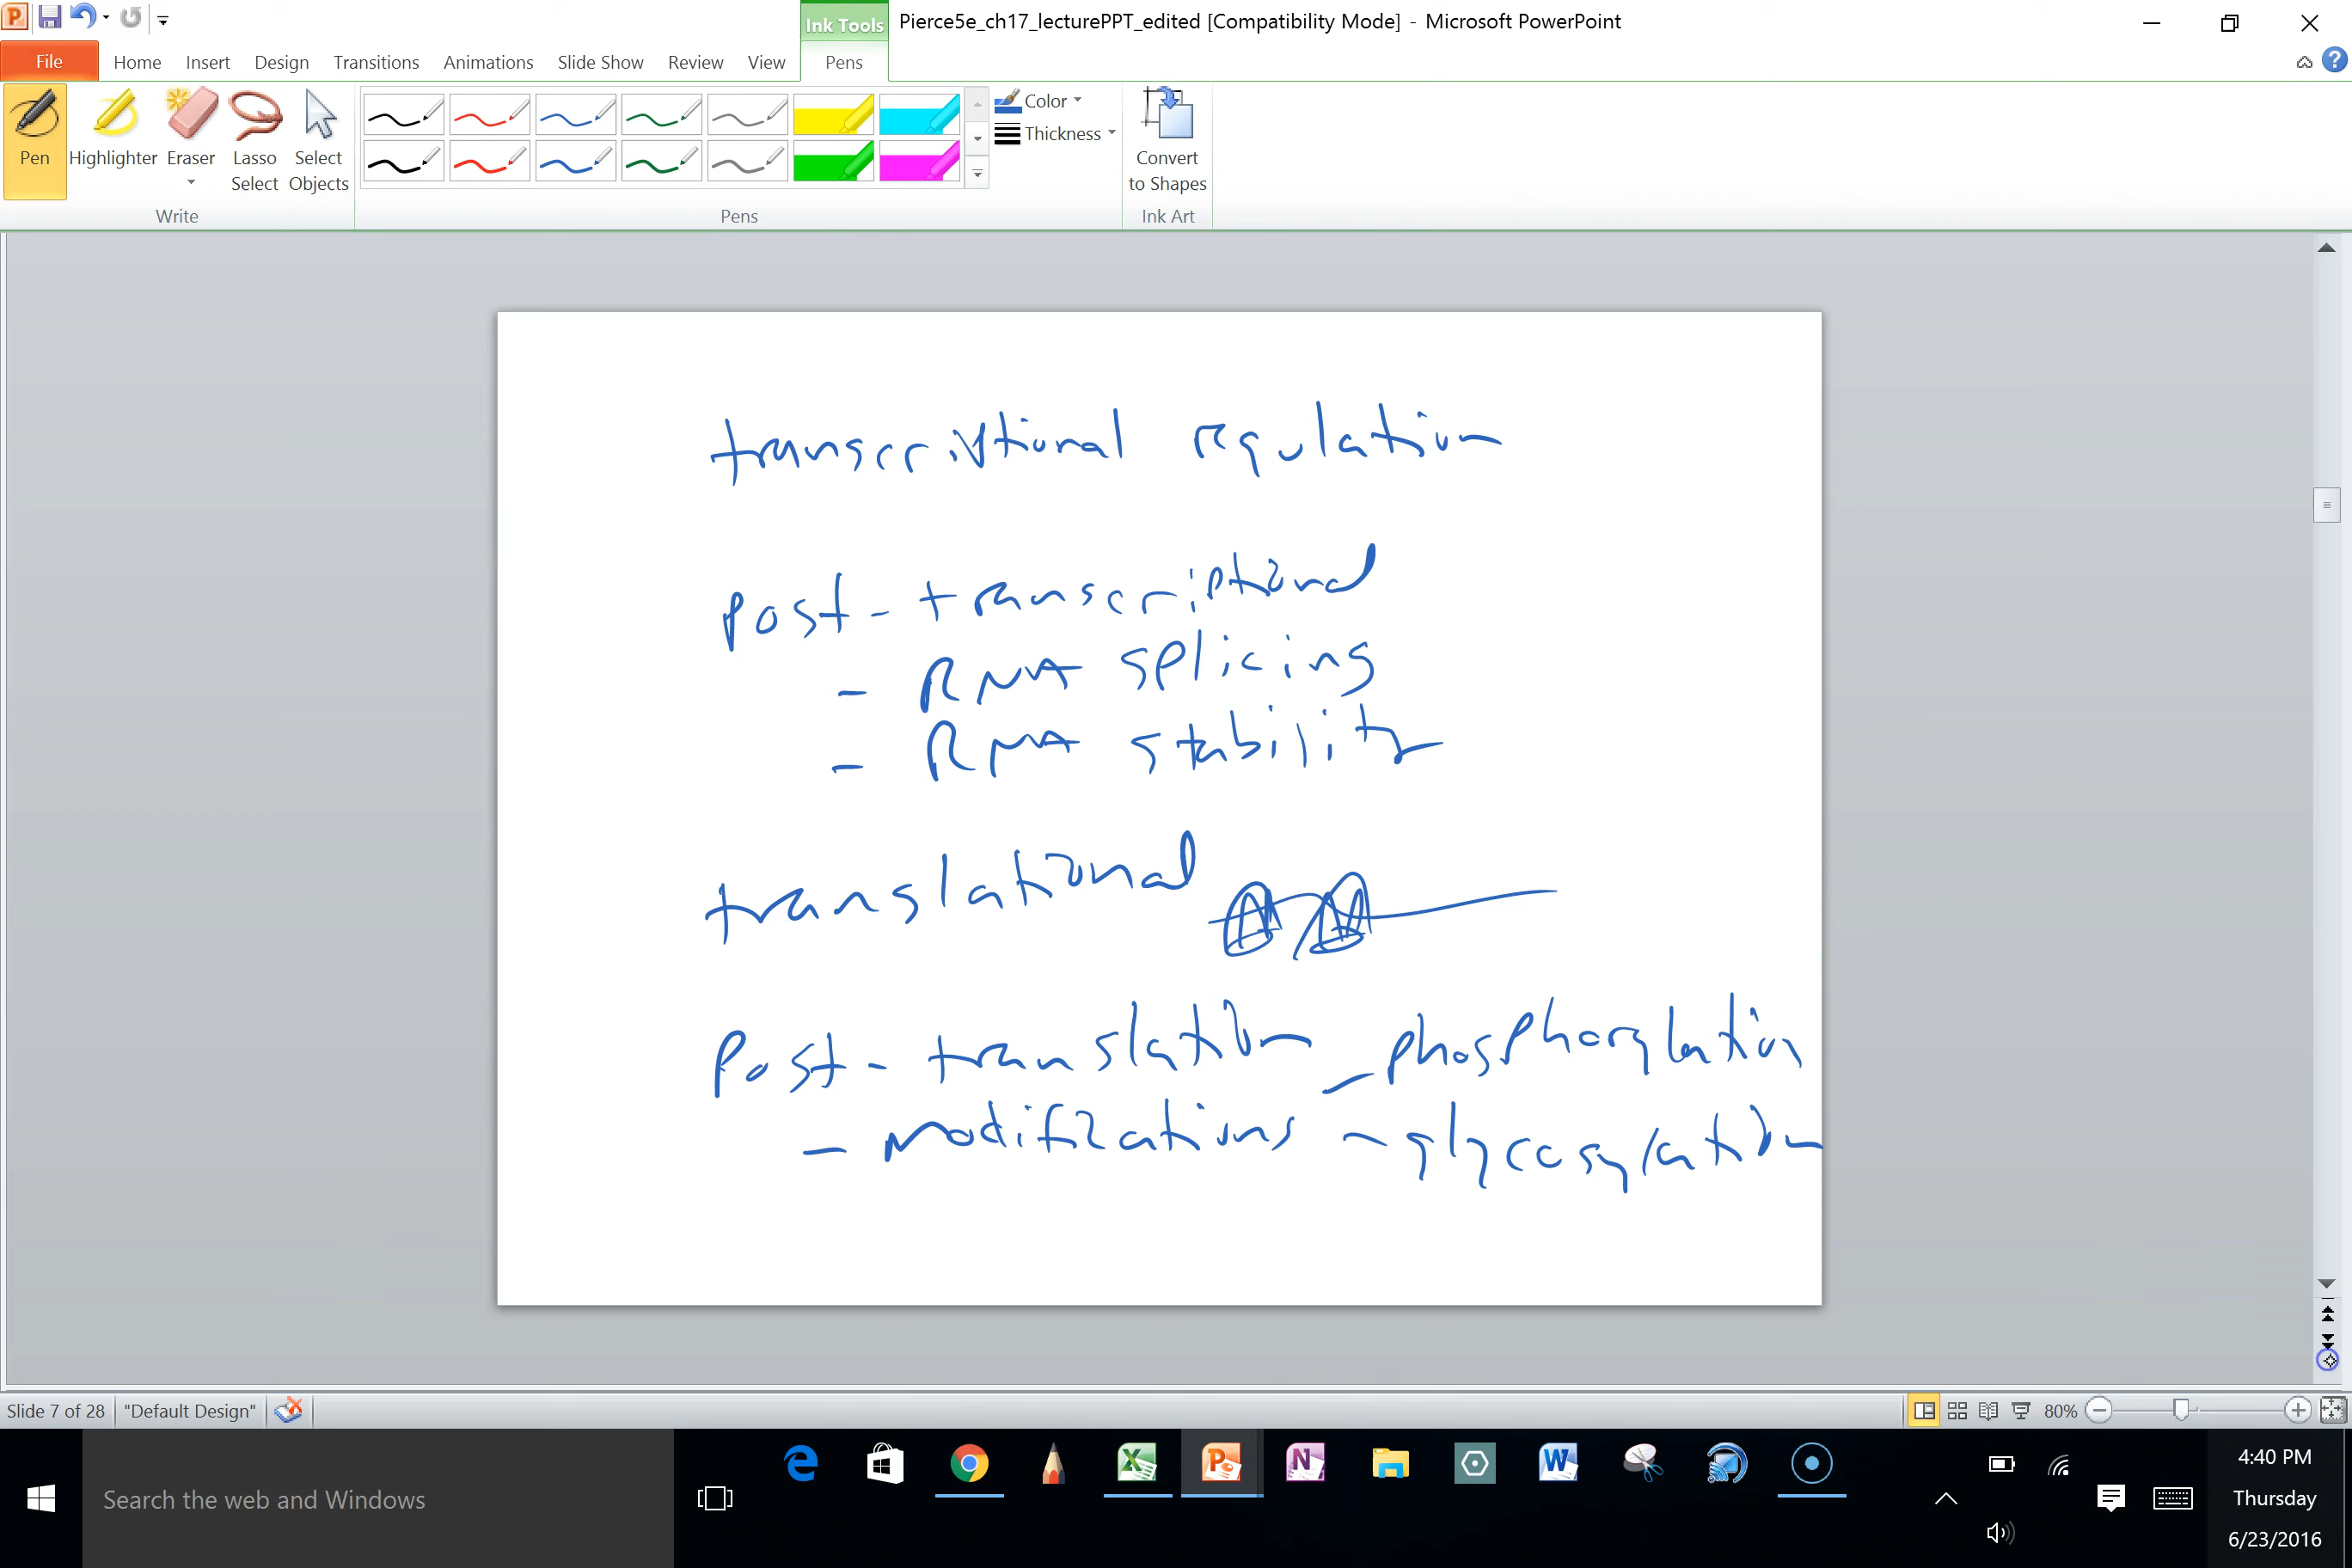 Ink Tools
Pierce5e_ch17_lecturePPT_edited [Compatibility Mode] - Microsoft PowerPoint
File Home Insert Design Transitions Animations Slide Show Review View Pens
Pen Highlighter Eraser Lasso Select Select Objects
Color
Thickness
Convert to Shapes
Write
Pens
Ink Art
transcriptional regulation
post-transcriptional
- RNA splicing
- RNA stability
translational
Post-translation - phosphorylation
- modifications - glycosylation
Slide 7 of 28 "Default Design" 80%
Search the web and Windows
4:40 PM
Thursday
6/23/2016